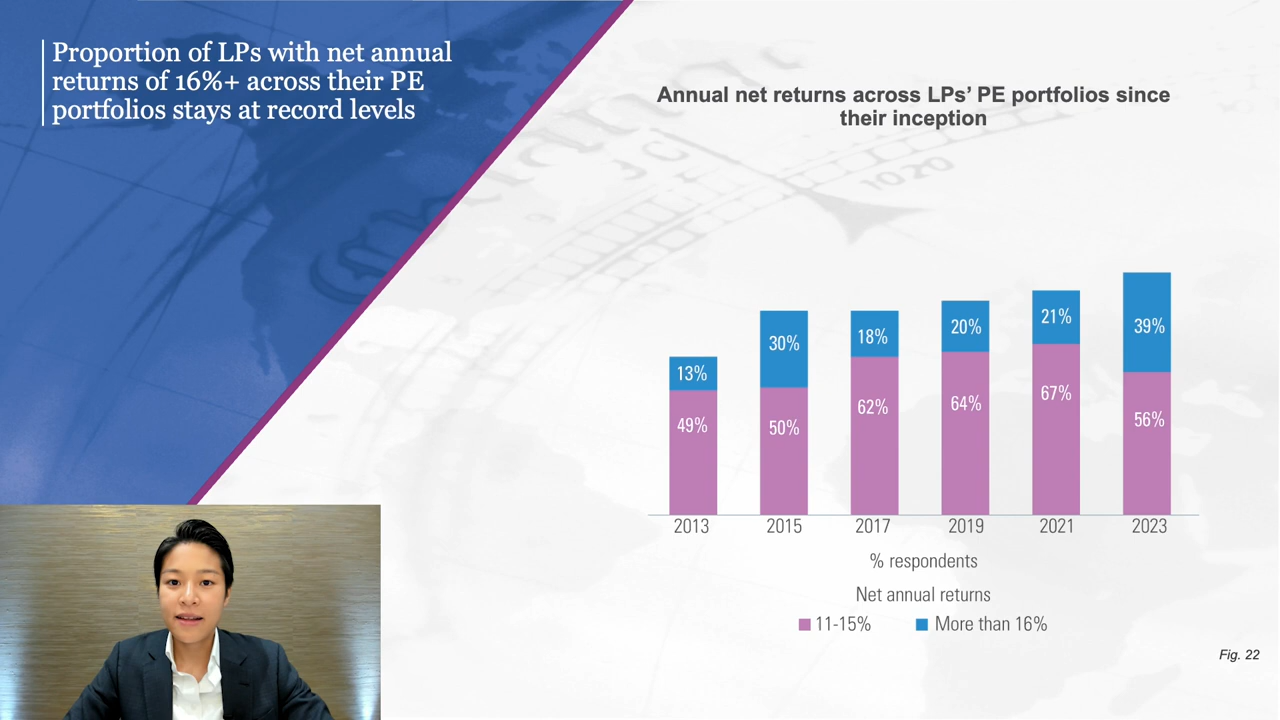 Proportion of LPs with net annual
returns of 16%+ across their PE
portfolios stays at record levels
Annual net returns across LPs’ PE portfolios since
their inception
1020
13%
49%
30%
50%
18%
62%
20%
64%
21%
67%
39%
56%
2013 2015 2017 2019 2021 2023
% respondents
Net annual returns
11-15% More than 16%
Fig. 22